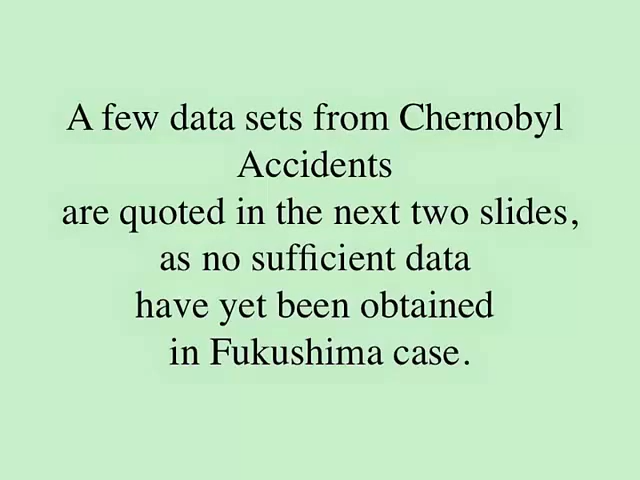 A few data sets from Chernobyl
Accidents
are quoted in the next two slides,
as no sufficient data
have yet been obtained
in Fukushima case.